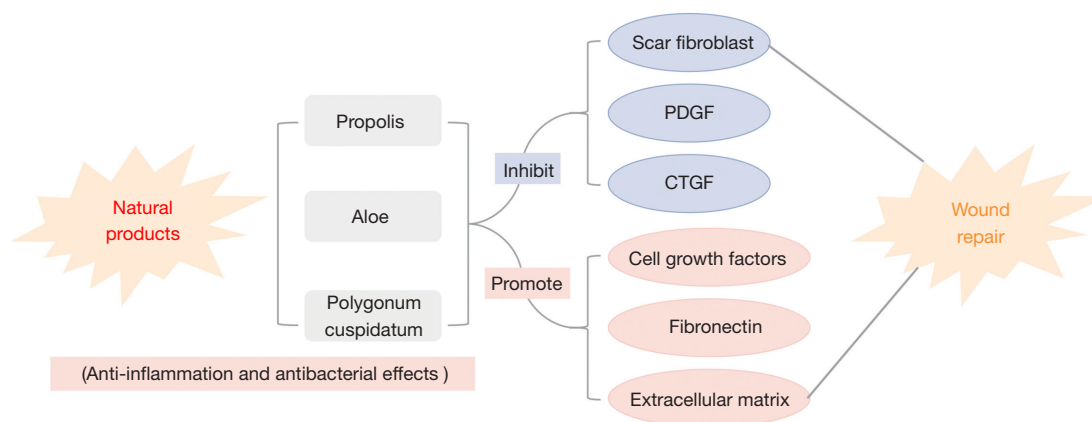 Natural
products
Propolis
Aloe
Polygonum
cuspidatum
(Anti-inflammation and antibacterial effects )
Inhibit
Promote
Scar fibroblast
PDGF
CTGF
Cell growth factors
Fibronectin
Extracellular matrix
Wound
repair